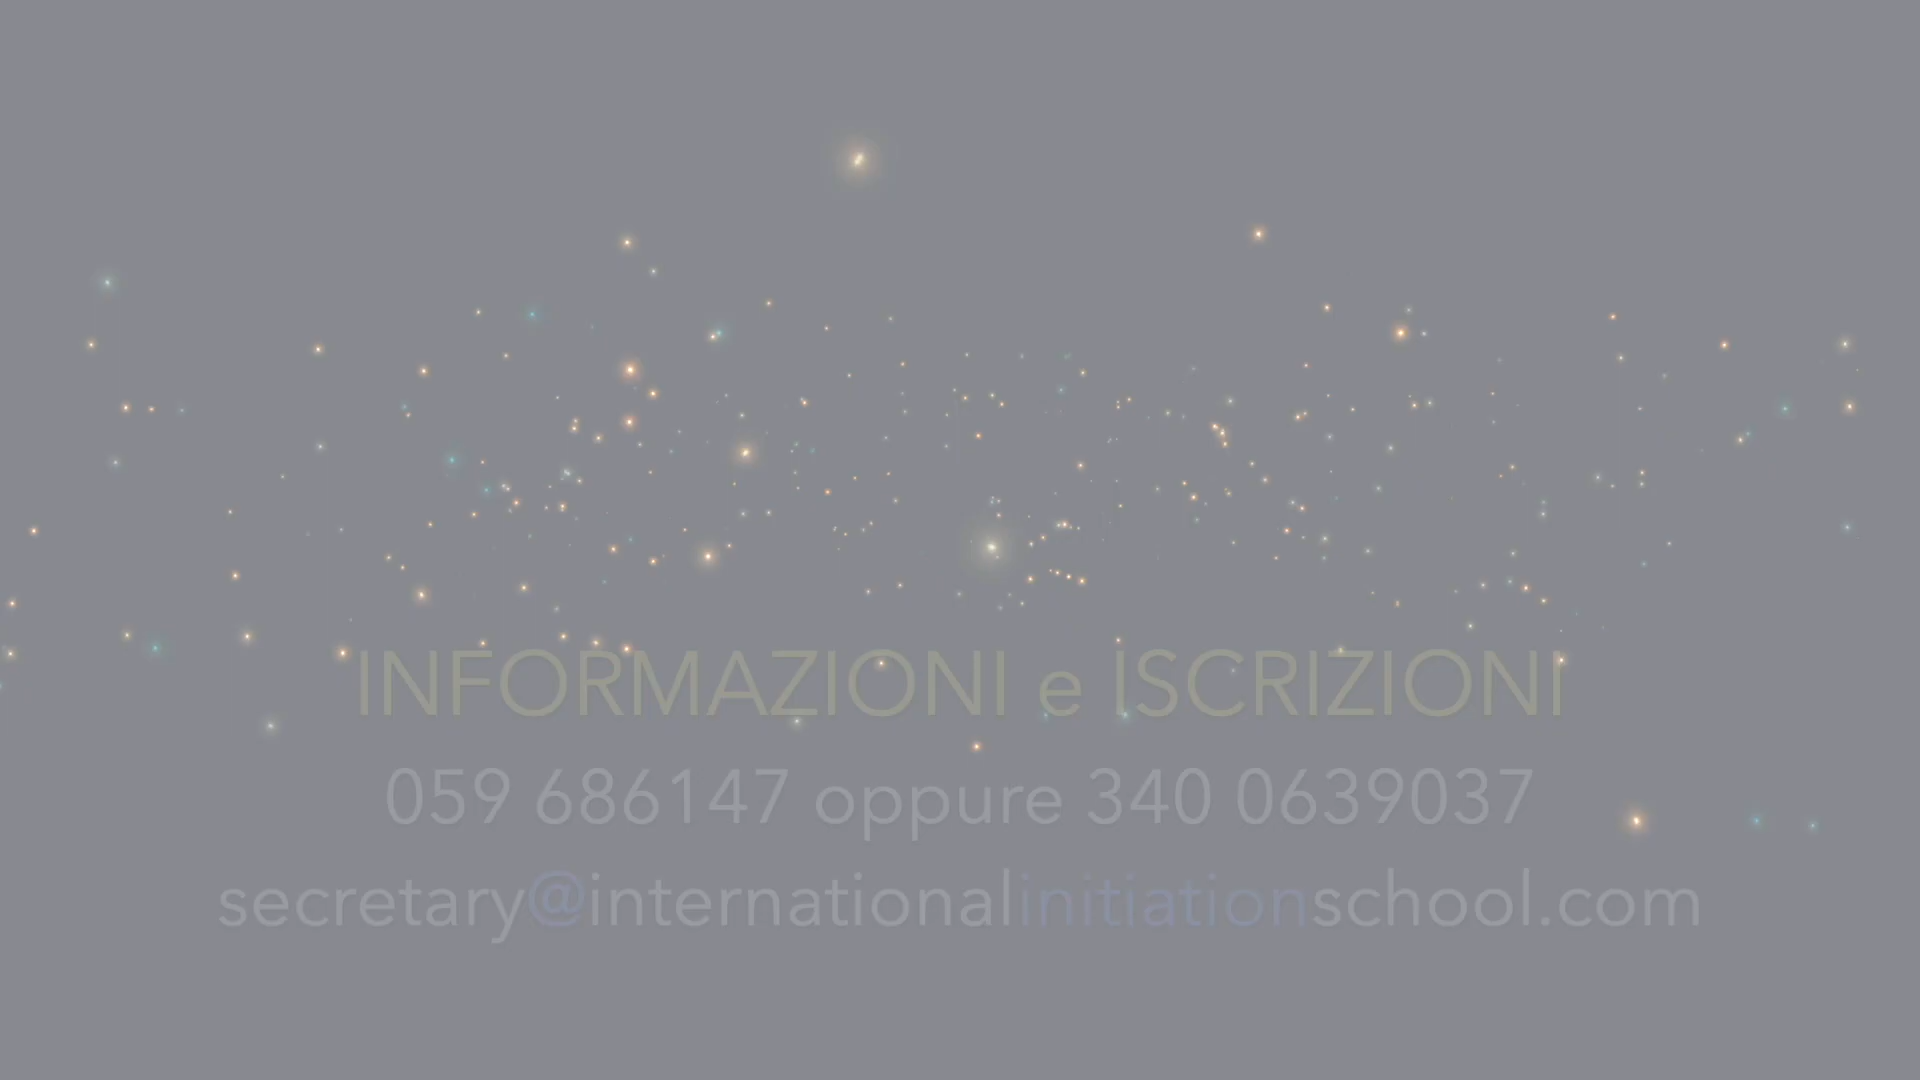 INFORMAZIONI e ISCRIZIONI
059 686147 oppure 340 0639037
secretary@internationalinitiationschool.com